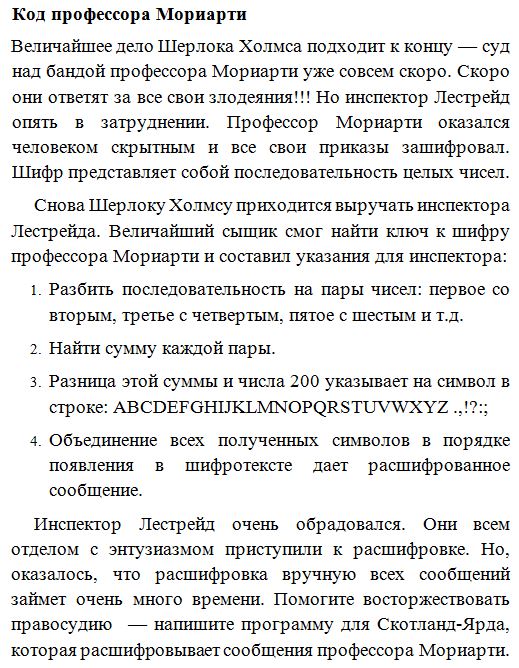 Код профессора Мориарти
Величайшее дело Шерлока Холмса подходит к концу — суд
над бандой профессора Мориарти уже совсем скоро. Скоро
они ответят за все свои злодеяния!!! Но инспектор Лестрейд
опять в затруднении. Профессор Мориарти оказался
человеком скрытным и все свои приказы зашифровал.
Шифр представляет собой последовательность целых чисел.
Снова Шерлоку Холмсу приходится выручать инспектора
Лестрейда. Величайший сыщик смог найти ключ к шифру
профессора Мориарти и составил указания для инспектора:
1. Разбить последовательность на пары чисел: первое со
вторым, третье с четвертым, пятое с шестым и т.д.
2. Найти сумму каждой пары.
3. Разница этой суммы и числа 200 указывает на символ в
строке: ABCDEFGHIJKLMNOPQRSTUVWXYZ .,!?:;
4. Объединение всех полученных символов в порядке
появления в шифротексте дает расшифрованное
сообщение.
Инспектор Лестрейд очень обрадовался. Они всем
отделом с энтузиазмом приступили к расшифровке. Но,
оказалось, что расшифровка вручную всех сообщений
займет очень много времени. Помогите восторжествовать
правосудию — напишите программу для Скотланд-Ярда,
которая расшифровывает сообщения профессора Мориарти.